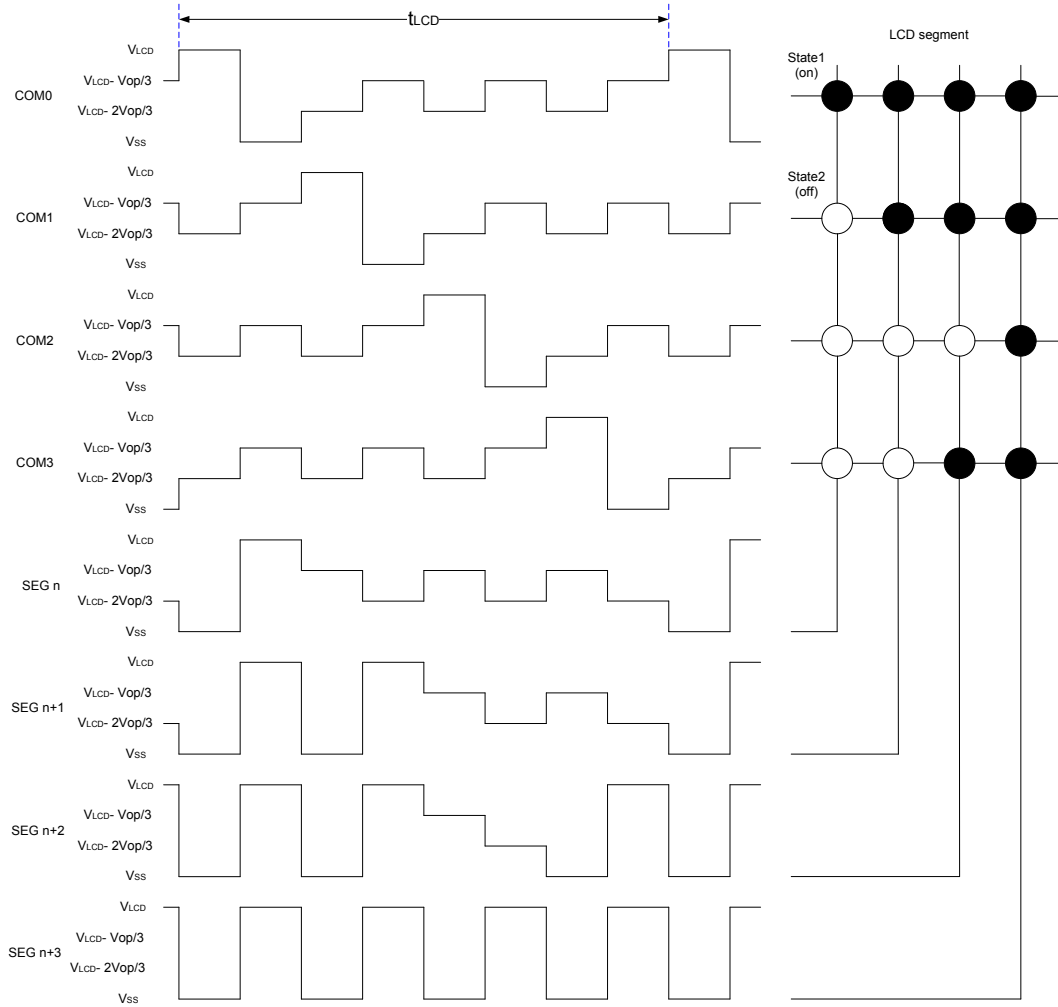 tLCD
LCD segment
State1
(on)
State2
(off)
COM0
VLCD
VLCD- Vop/3
VLCD- 2Vop/3
VSS
COM1
VLCD
VLCD- Vop/3
VLCD- 2Vop/3
VSS
COM2
VLCD
VLCD- Vop/3
VLCD- 2Vop/3
VSS
COM3
VLCD
VLCD- Vop/3
VLCD- 2Vop/3
VSS
SEG n
VLCD
VLCD- Vop/3
VLCD- 2Vop/3
VSS
SEG n+1
VLCD
VLCD- Vop/3
VLCD- 2Vop/3
VSS
SEG n+2
VLCD
VLCD- Vop/3
VLCD- 2Vop/3
VSS
SEG n+3
VLCD
VLCD- Vop/3
VLCD- 2Vop/3
VSS